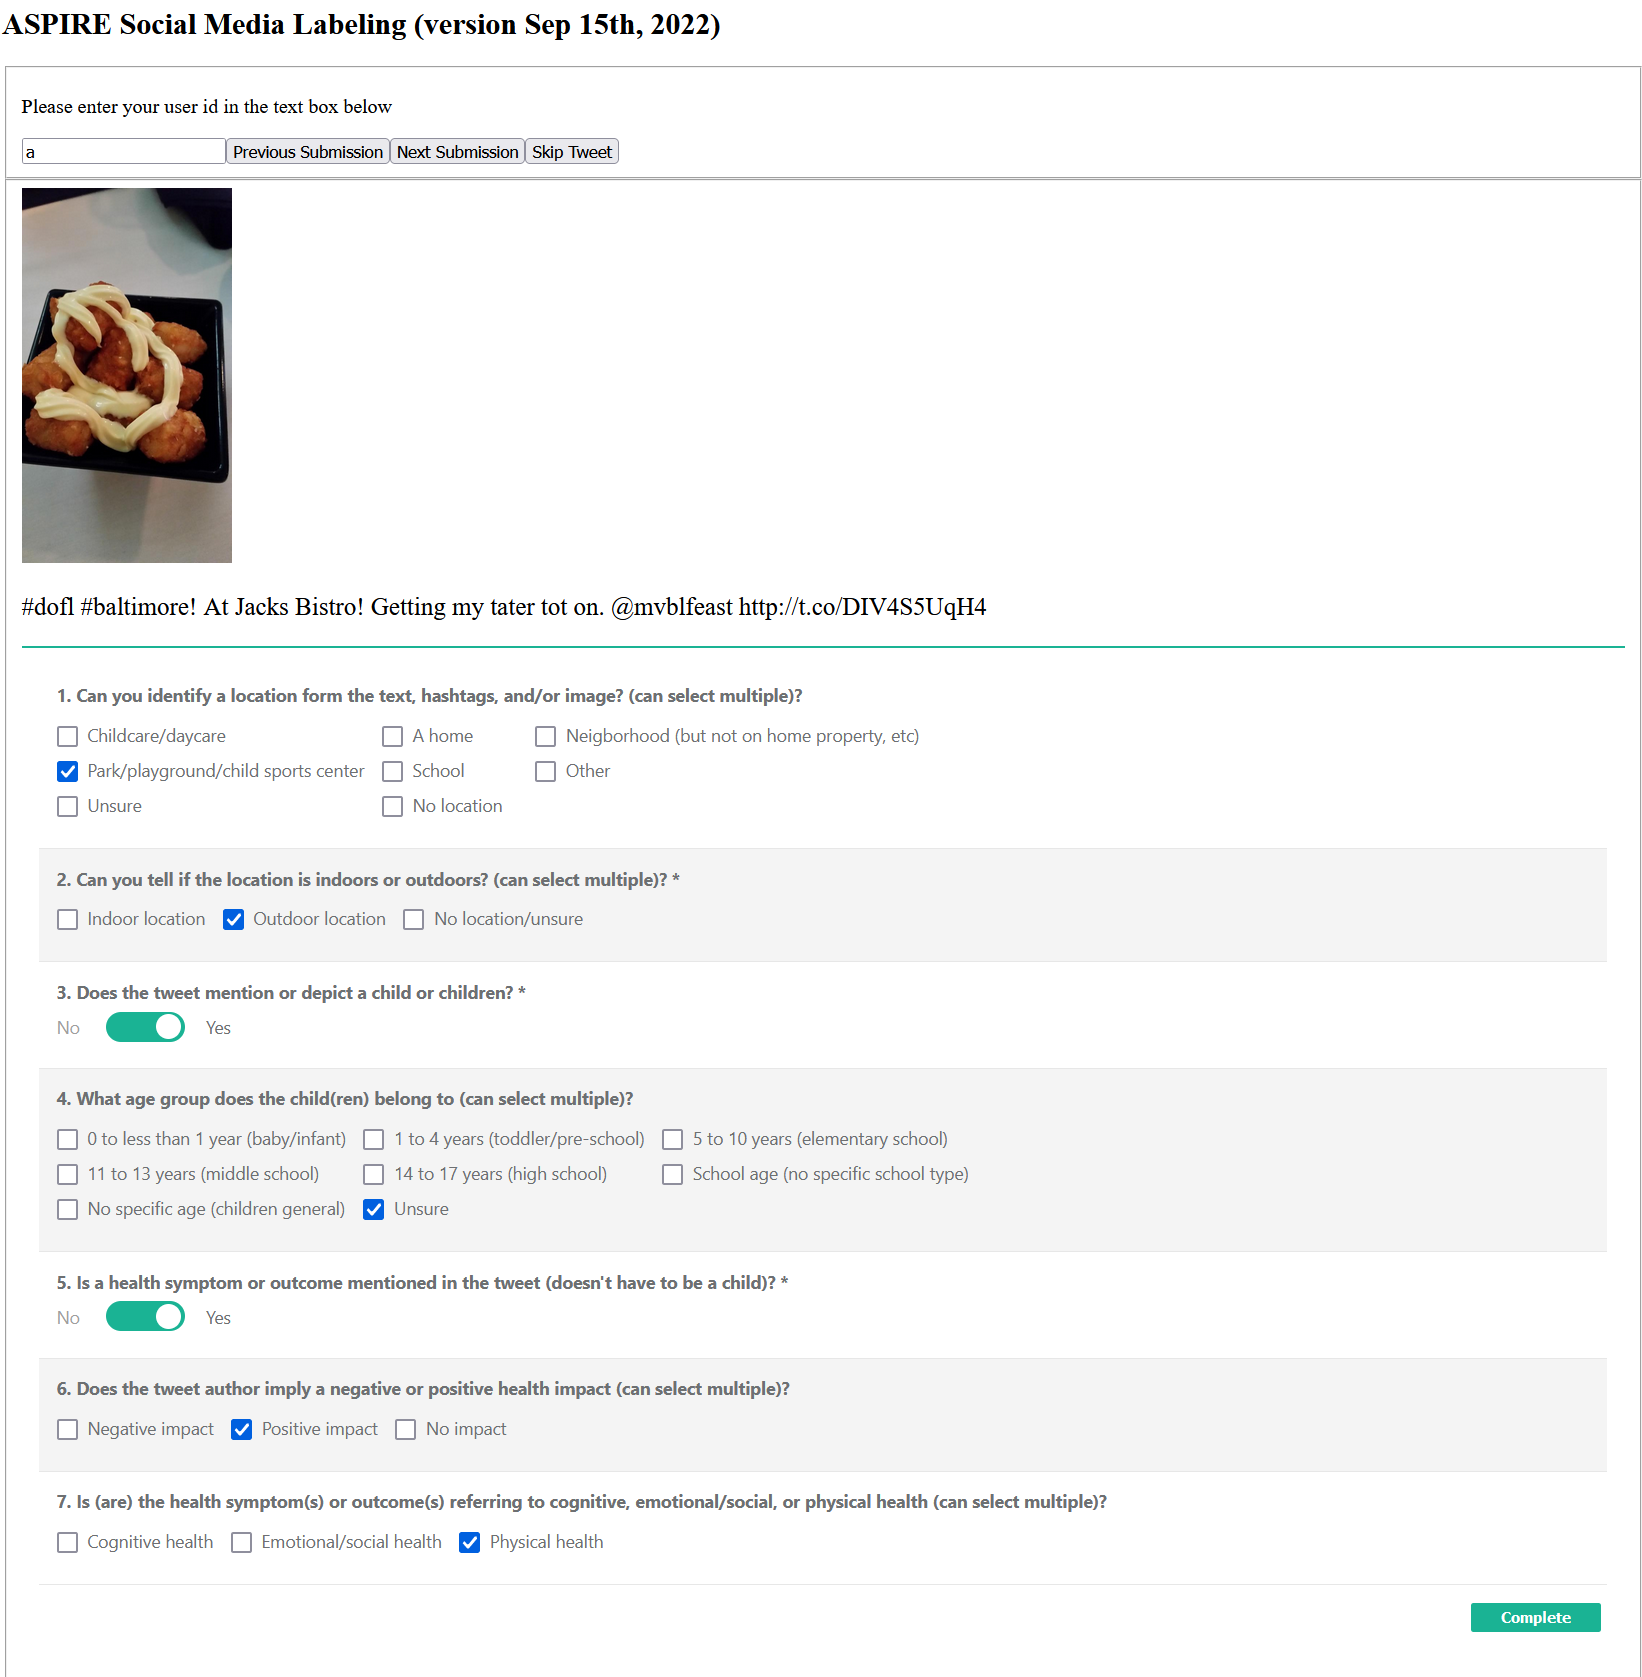 ASPIRE Social Media Labeling (version Sep 15th, 2022)
Please enter your user id in the text box below
a Previous Submission Next Submission Skip Tweet
#dofl #baltimore! At Jacks Bistro! Getting my tater tot on. @mvblfeast http://t.co/DIV4S5UqH4
1. Can you identify a location form the text, hashtags, and/or image? (can select multiple)?
Childcare/daycare A home Neigborhood (but not on home property, etc)
Park/playground/child sports center School Other
Unsure No location
2. Can you tell if the location is indoors or outdoors? (can select multiple)? *
Indoor location Outdoor location No location/unsure
3. Does the tweet mention or depict a child or children? *
No Yes
4. What age group does the child(ren) belong to (can select multiple)?
0 to less than 1 year (baby/infant) 1 to 4 years (toddler/pre-school) 5 to 10 years (elementary school)
11 to 13 years (middle school) 14 to 17 years (high school) School age (no specific school type)
No specific age (children general) Unsure
5. Is a health symptom or outcome mentioned in the tweet (doesn't have to be a child)? *
No Yes
6. Does the tweet author imply a negative or positive health impact (can select multiple)?
Negative impact Positive impact No impact
7. Is (are) the health symptom(s) or outcome(s) referring to cognitive, emotional/social, or physical health (can select multiple)?
Cognitive health Emotional/social health Physical health
Complete